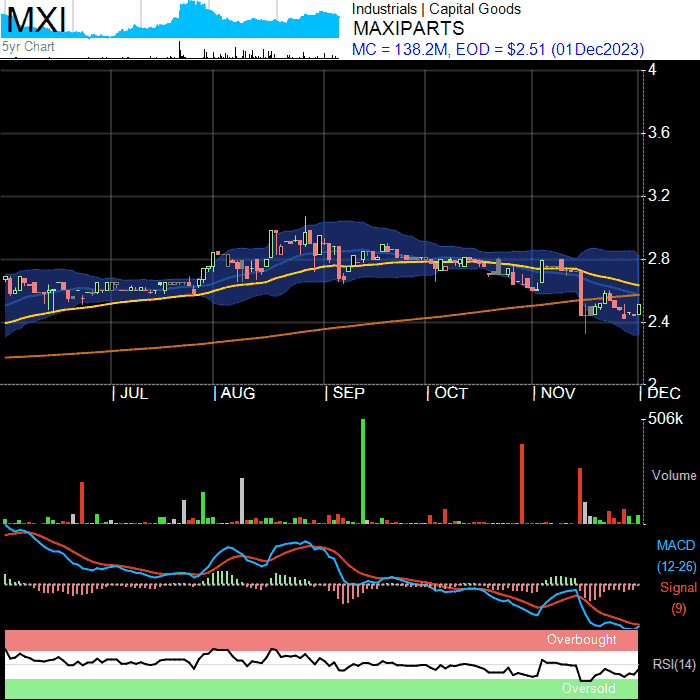 MXI
5yr Chart
Industrials | Capital Goods
MAXIPARTS
MC = 138.2M, EOD = $2.51 (01Dec2023)
4
3.6
3.2
2.8
2.4
2
JUL AUG SEP OCT NOV DEC
506k
Volume
MACD
(12-26)
Signal
(9)
Overbought
RSI(14)
Oversold